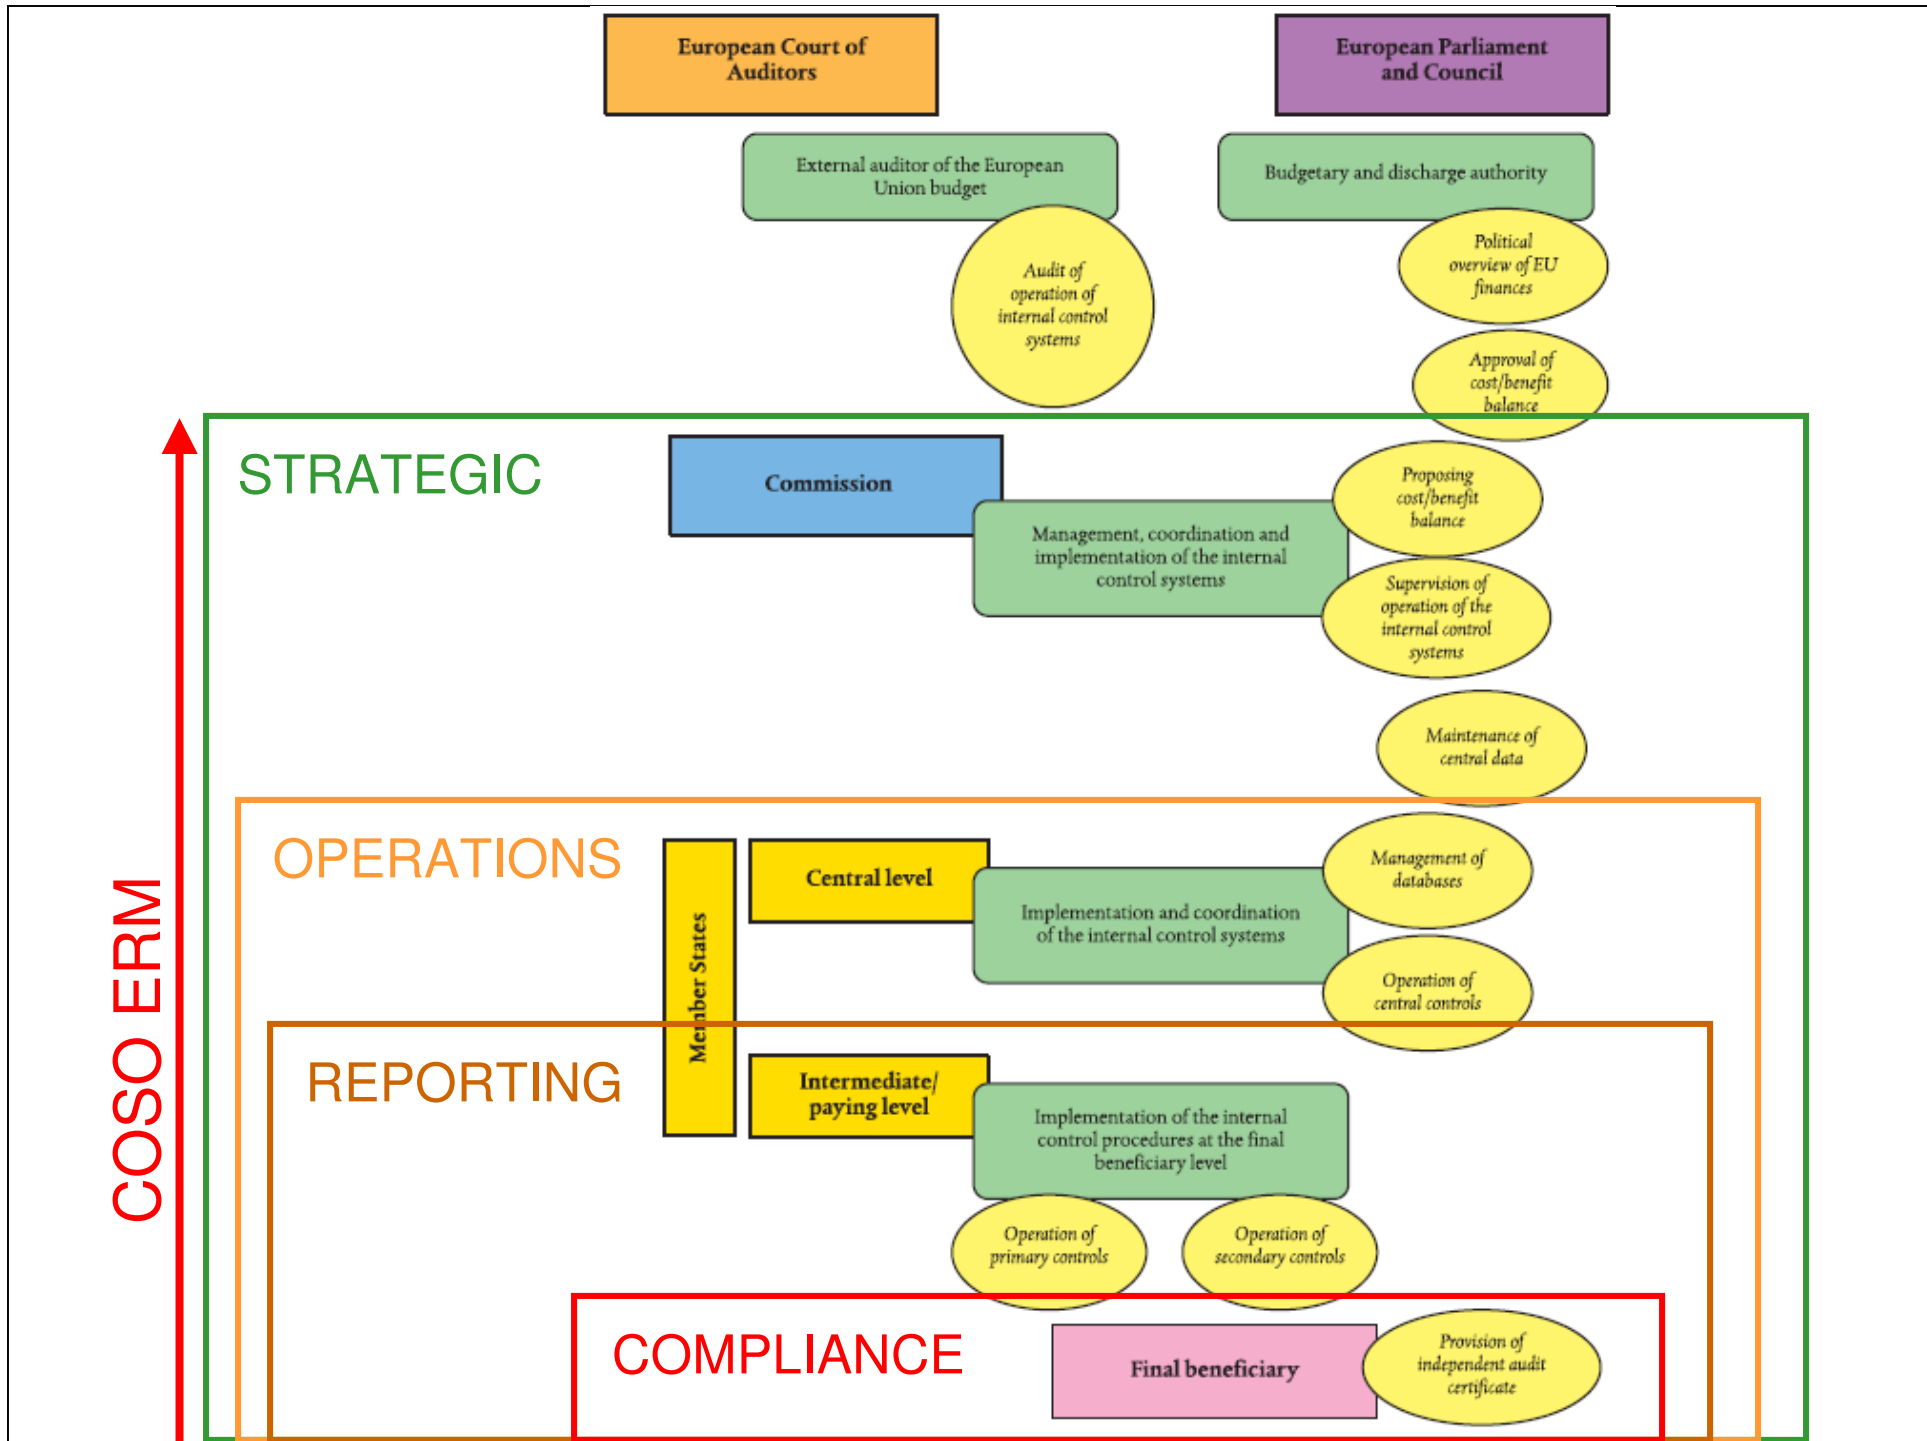 European Court of
Auditors
European Parliament
and Council
External auditor of the European
Union budget
Budgetary and discharge authority
Audit of
operation of
internal control
systems
Political
overview of EU
finances
Approval of
cost/benefit
balance
STRATEGIC
Commission
Management, coordination and
implementation of the internal
control systems
Proposing
cost/benefit
balance
Supervision of
operation of the
internal control
systems
Maintenance of
central data
OPERATIONS
Member States
Central level
Implementation and coordination
of the internal control systems
Management of
databases
Operation of
central controls
COSO ERM
REPORTING
Intermediate/
paying level
Implementation of the internal
control procedures at the final
beneficiary level
Operation of
primary controls
Operation of
secondary controls
COMPLIANCE
Final beneficiary
Provision of
independent audit
certificate